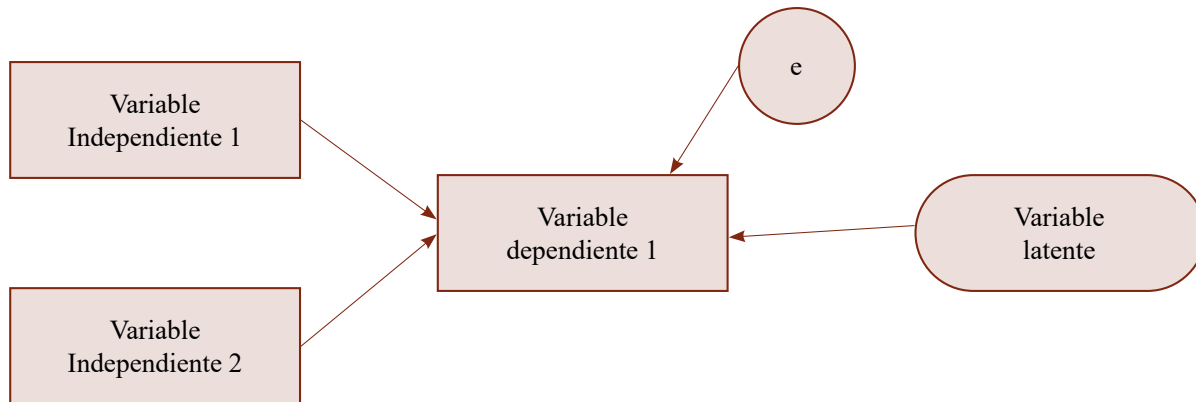 Variable
Independiente 1
e
Variable
dependiente 1
Variable
latente
Variable
Independiente 2